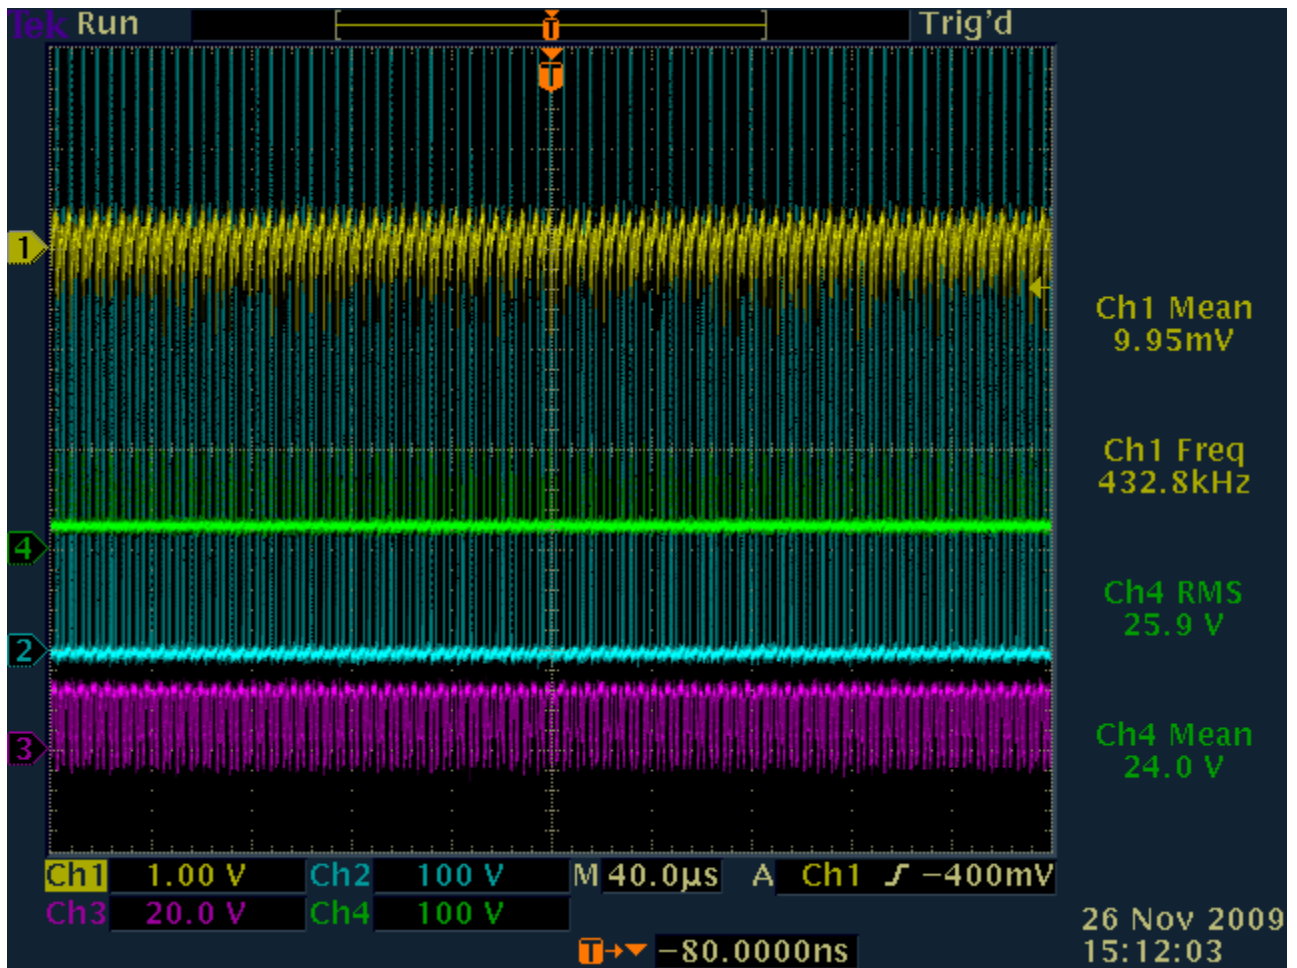 Tek Run Trig'd
T
T
1
Ch1 Mean
9.95mV
Ch1 Freq
432.8kHz
4
Ch4 RMS
25.9 V
2
3
Ch4 Mean
24.0 V
Ch1 1.00 V Ch2 100 V M 40.0µs A Ch1 -400mV
Ch3 20.0 V Ch4 100 V
T -80.0000ns
26 Nov 2009
15:12:03